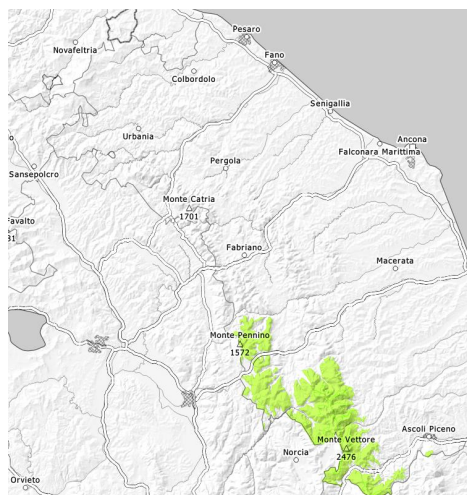 Pesaro
Novafeltria
Fano
Colbordolo
Senigallia
Urbania
Ancona
Falconara Marittima
Pergola
Sansepolcro
Monte Catria
1701
Favalto
Fabriano
Macerata
Monte Pennino
1572
Ascoli Piceno
Monte Vettore
Norcia
2476
Orvieto